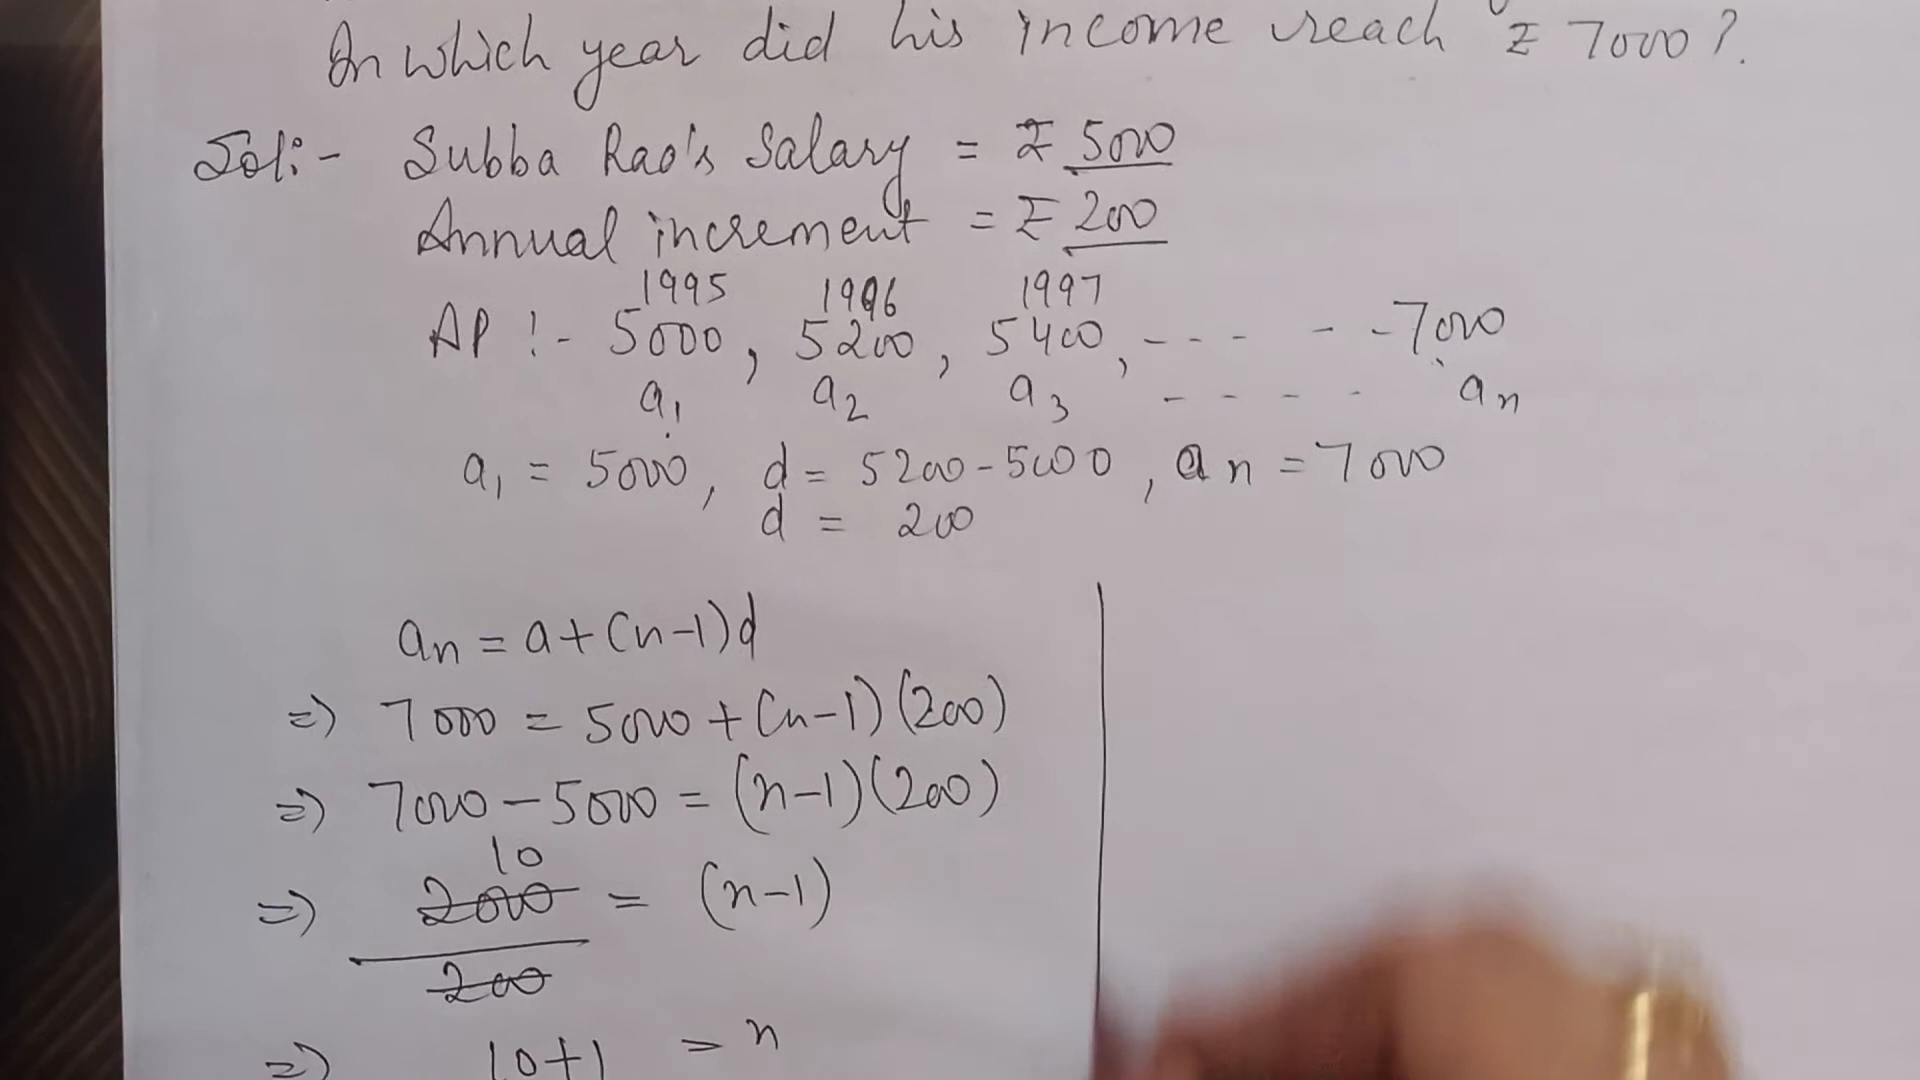 In which year did his income reach ₹ 7000?
Sol:- Subba Rao's Salary = ₹ 5000
Annual increment = ₹ 200
1995 1996 1997
AP :- 5000, 5200, 5400, - - - - - 7000
a₁ a₂ a₃ - - - - aₙ
a₁ = 5000, d = 5200-5000, an = 7000
d = 200
an = a+(n-1)d
=> 7000 = 5000+(n-1)(200)
=> 7000-5000 = (n-1)(200)
10
=> 2000 = (n-1)
200
=> 10+1 = n